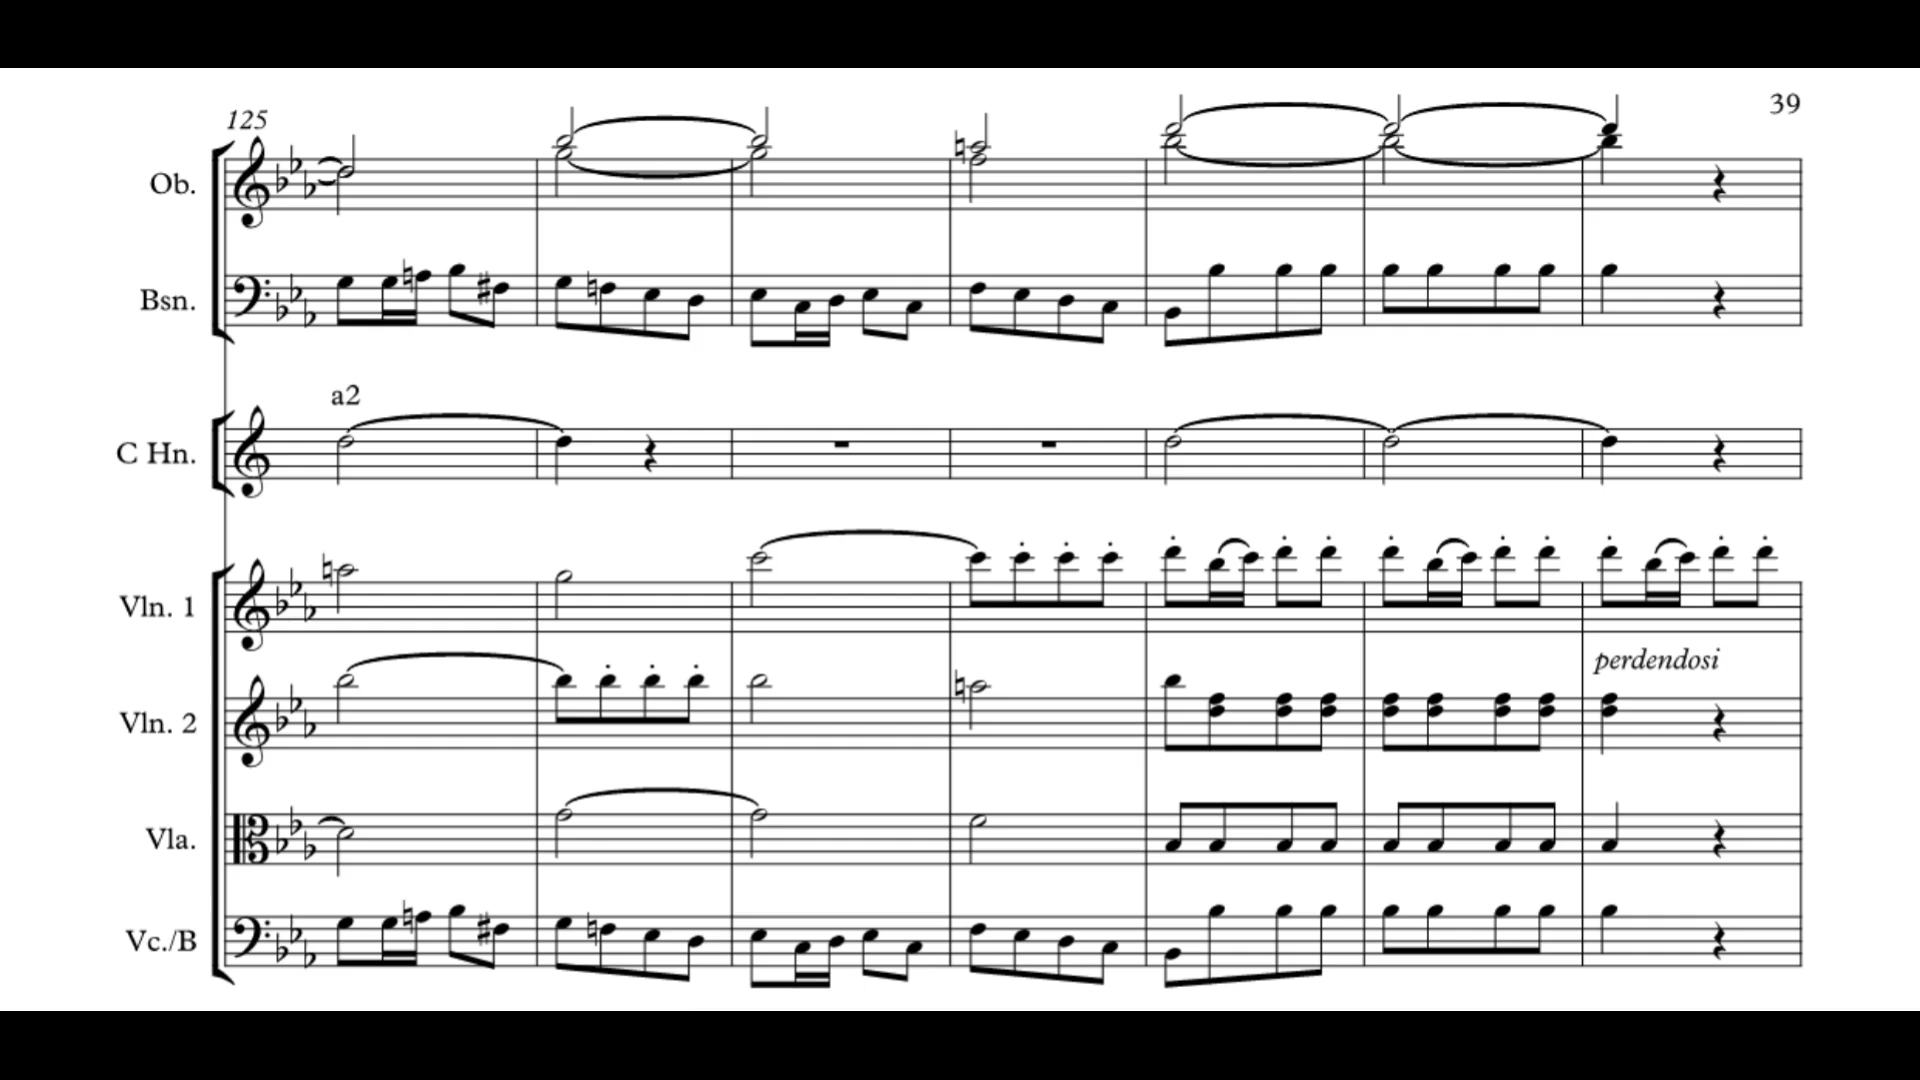 39
125
Ob.
Bsn.
a2
C Hn.
Vln. 1
perdendosi
Vln. 2
Vla.
Vc./B